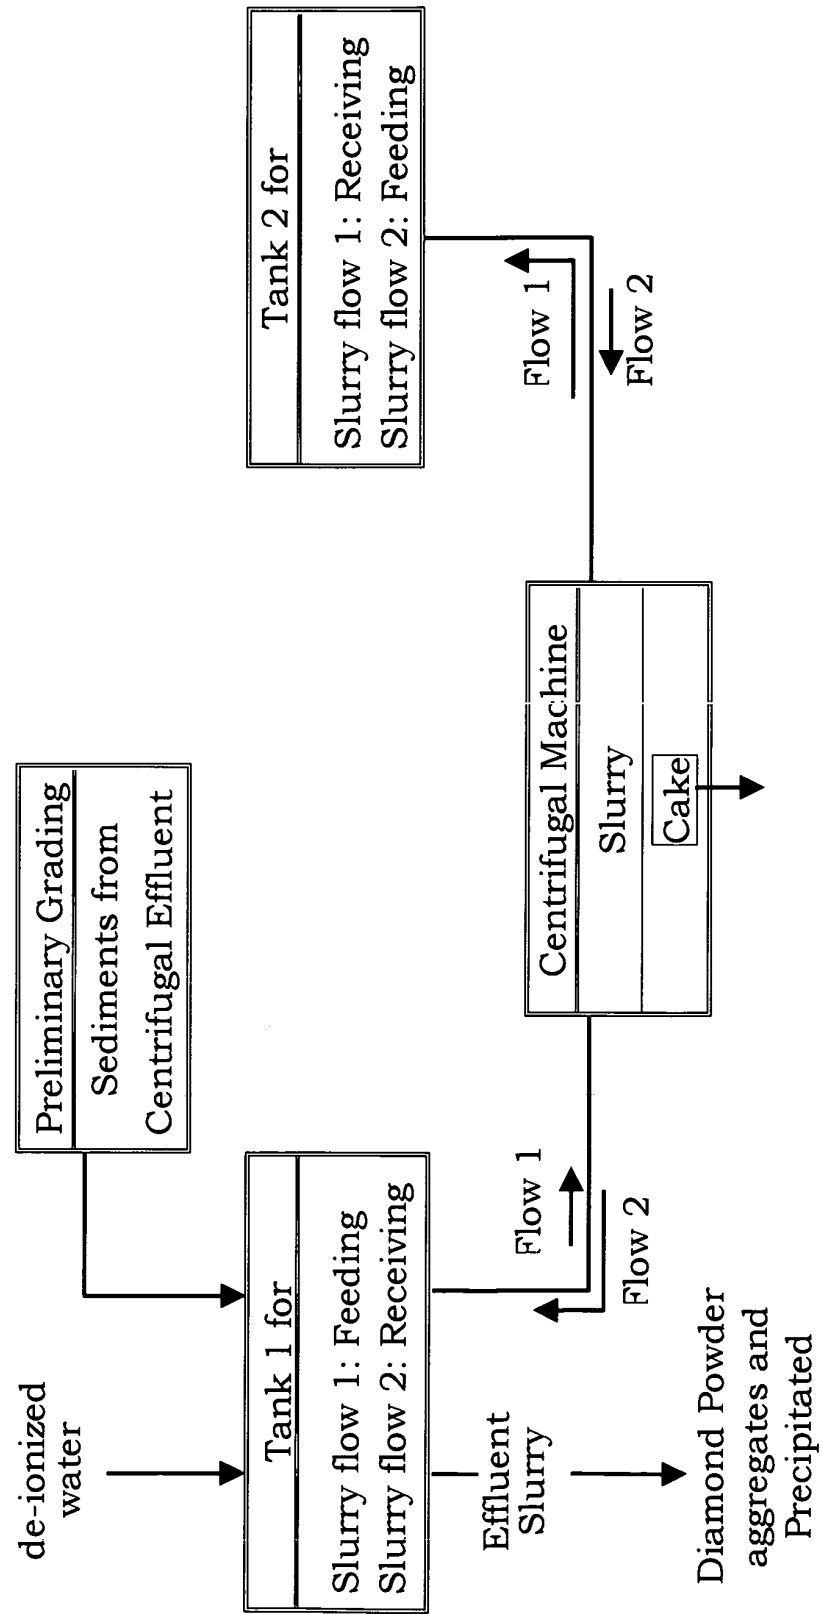 de-ionized
water
Preliminary Grading
Sediments from
Centrifugal Effluent
Tank 1 for
Slurry flow 1: Feeding
Slurry flow 2: Receiving
Tank 2 for
Slurry flow 1: Receiving
Slurry flow 2: Feeding
Effluent
Slurry
Flow 1
Flow 2
Centrifugal Machine
Slurry
Cake
Flow 1
Flow 2
Diamond Powder
aggregates and
Precipitated